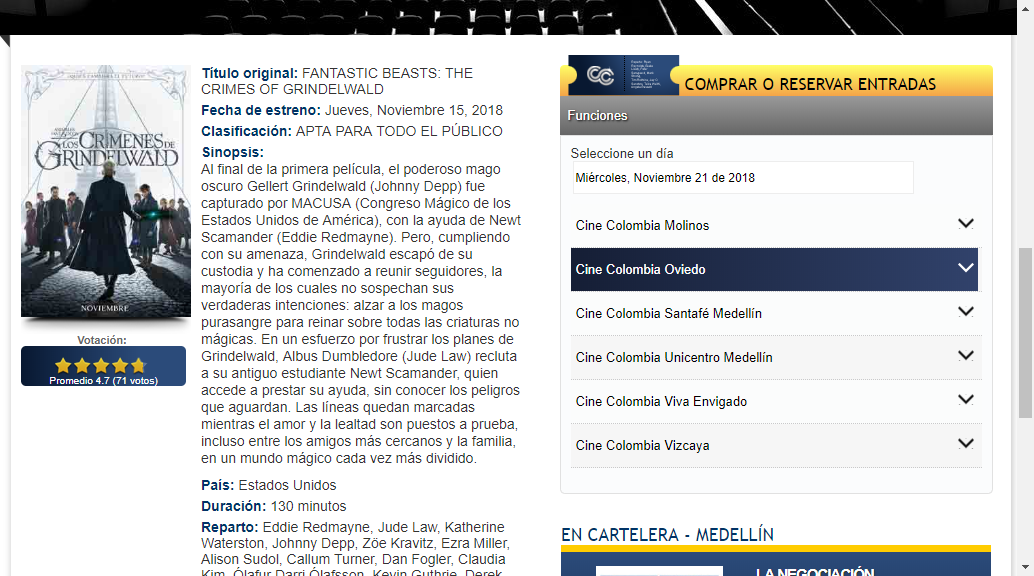 LOS CRÍMENES DE
GRINDELWALD
NOVIEMBRE
Votación:
Promedio 4.7 (71 votos)
Título original: FANTASTIC BEASTS: THE
CRIMES OF GRINDELWALD
Fecha de estreno: Jueves, Noviembre 15, 2018
Clasificación: APTA PARA TODO EL PÚBLICO
Sinopsis:
Al final de la primera película, el poderoso mago
oscuro Gellert Grindelwald (Johnny Depp) fue
capturado por MACUSA (Congreso Mágico de los
Estados Unidos de América), con la ayuda de Newt
Scamander (Eddie Redmayne). Pero, cumpliendo
con su amenaza, Grindelwald escapó de su
custodia y ha comenzado a reunir seguidores, la
mayoría de los cuales no sospechan sus
verdaderas intenciones: alzar a los magos
purasangre para reinar sobre todas las criaturas no
mágicas. En un esfuerzo por frustrar los planes de
Grindelwald, Albus Dumbledore (Jude Law) recluta
a su antiguo estudiante Newt Scamander, quien
accede a prestar su ayuda, sin conocer los peligros
que aguardan. Las líneas quedan marcadas
mientras el amor y la lealtad son puestos a prueba,
incluso entre los amigos más cercanos y la familia,
en un mundo mágico cada vez más dividido.
País: Estados Unidos
Duración: 130 minutos
Reparto: Eddie Redmayne, Jude Law, Katherine
Waterston, Johnny Depp, Zöe Kravitz, Ezra Miller,
Alison Sudol, Callum Turner, Dan Fogler, Claudia
Kim, Ólafur Darri Ólafsson, Kevin Guthrie, Derek
COMPRAR O RESERVAR ENTRADAS
Funciones
Seleccione un día
Miércoles, Noviembre 21 de 2018
Cine Colombia Molinos
Cine Colombia Oviedo
Cine Colombia Santafé Medellín
Cine Colombia Unicentro Medellín
Cine Colombia Viva Envigado
Cine Colombia Vizcaya
EN CARTELERA - MEDELLÍN
LA NEGOCIACIÓN